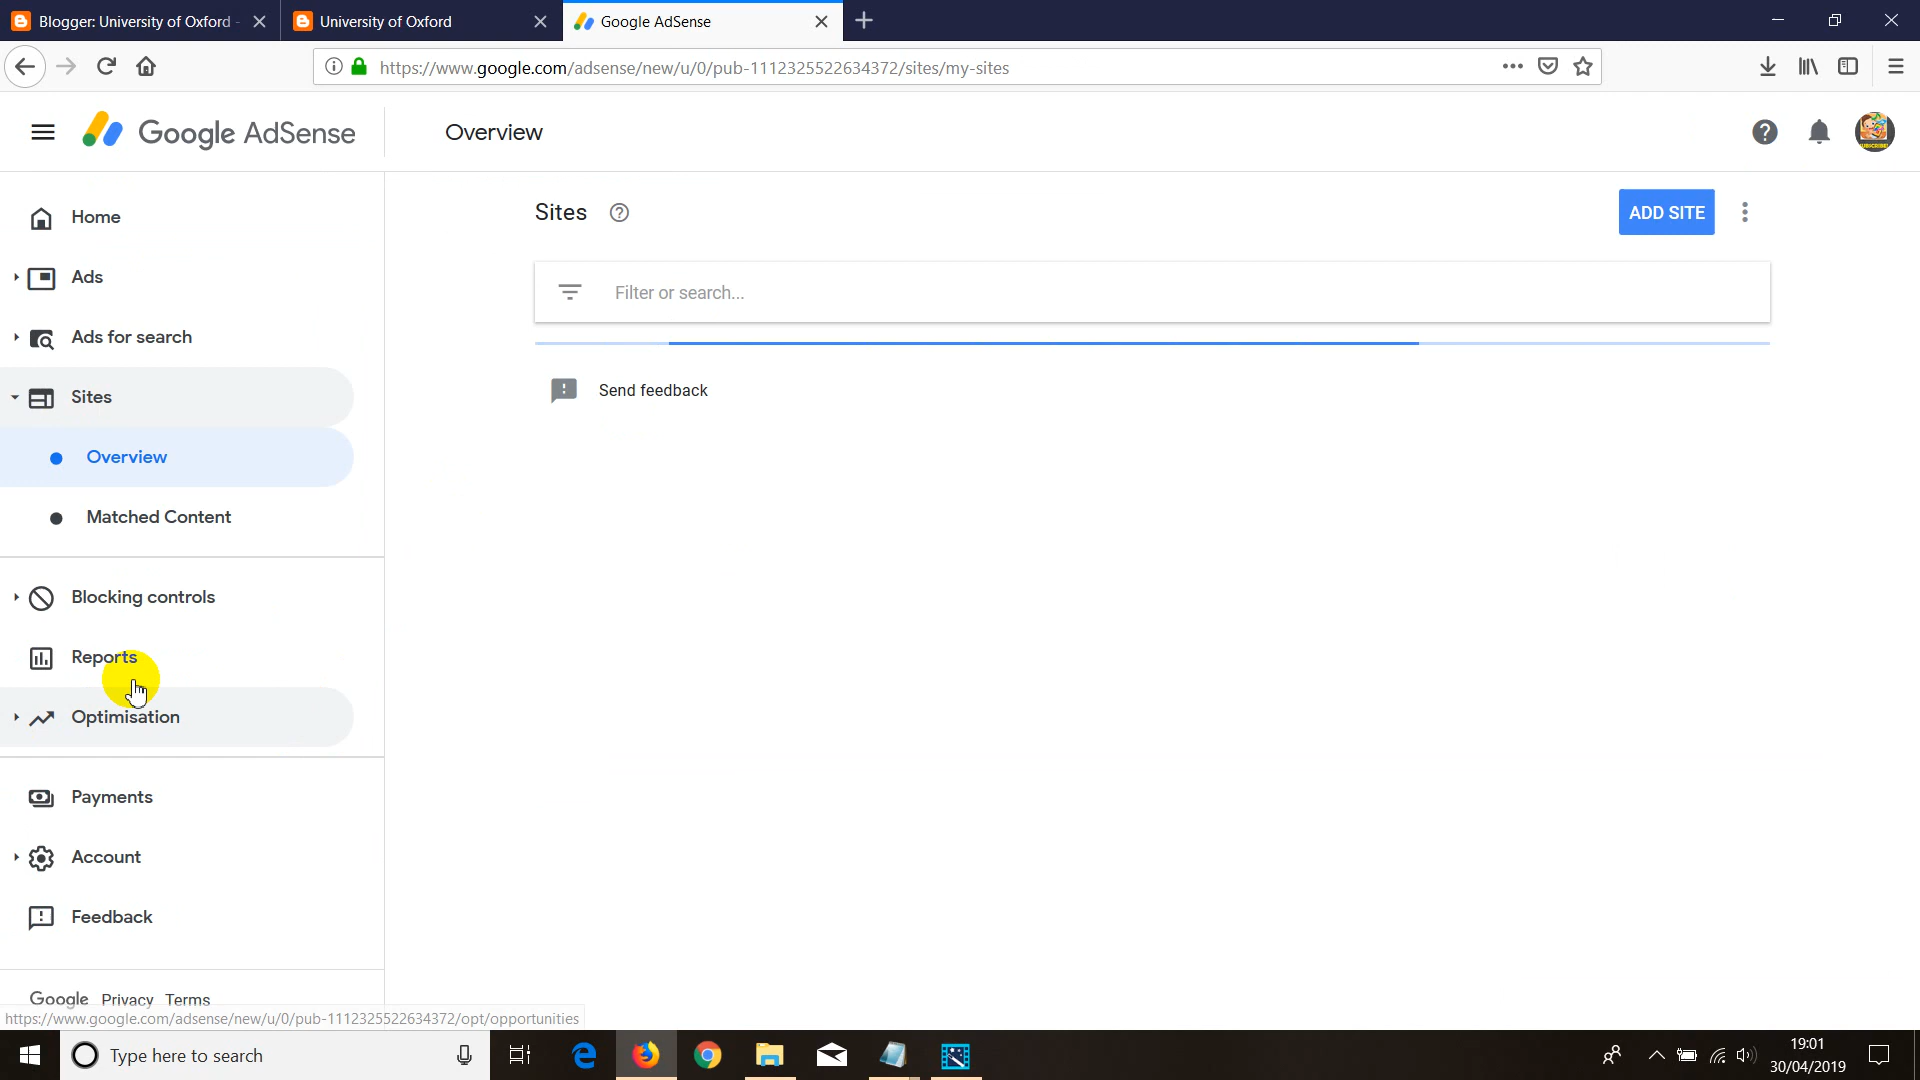 Blogger: University of Oxford -
University of Oxford
Google AdSense
https://www.google.com/adsense/new/u/0/pub-1112325522634372/sites/my-sites
Google AdSense
Overview
Home
Ads
Ads for search
Sites
Overview
Matched Content
Blocking controls
Reports
Optimisation
Payments
Account
Feedback
Google Privacy Terms
Sites
ADD SITE
Filter or search...
Send feedback
https://www.google.com/adsense/new/u/0/pub-1112325522634372/opt/opportunities
Type here to search
19:01
30/04/2019